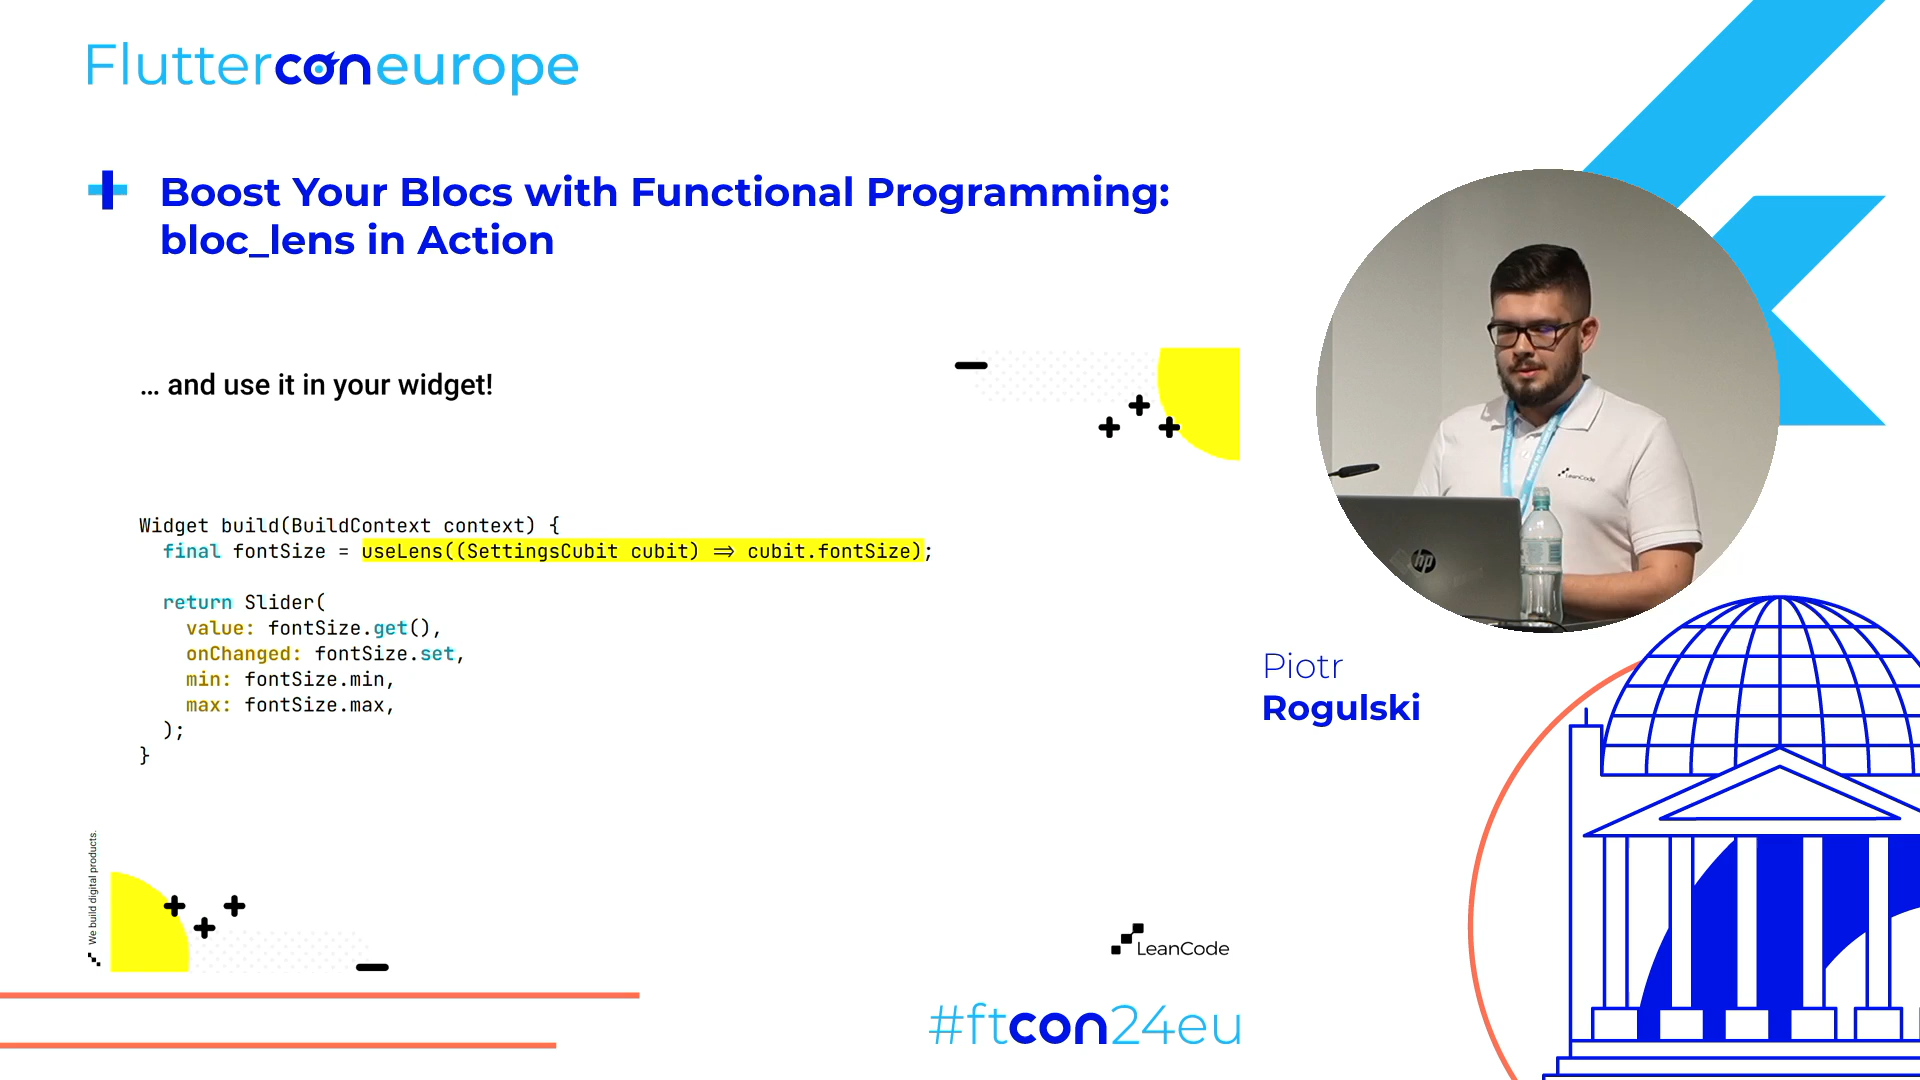 Flutterconeurope
Boost Your Blocs with Functional Programming:
bloc_lens in Action
... and use it in your widget!
Widget build(BuildContext context) {
final fontSize = useLens((SettingsCubit cubit) => cubit.fontSize);
return Slider(
value: fontSize.get(),
onChanged: fontSize.set,
min: fontSize.min,
max: fontSize.max,
);
}
LeanCode
hp
Piotr
Rogulski
We build digital products.
LeanCode
#ftcon24eu